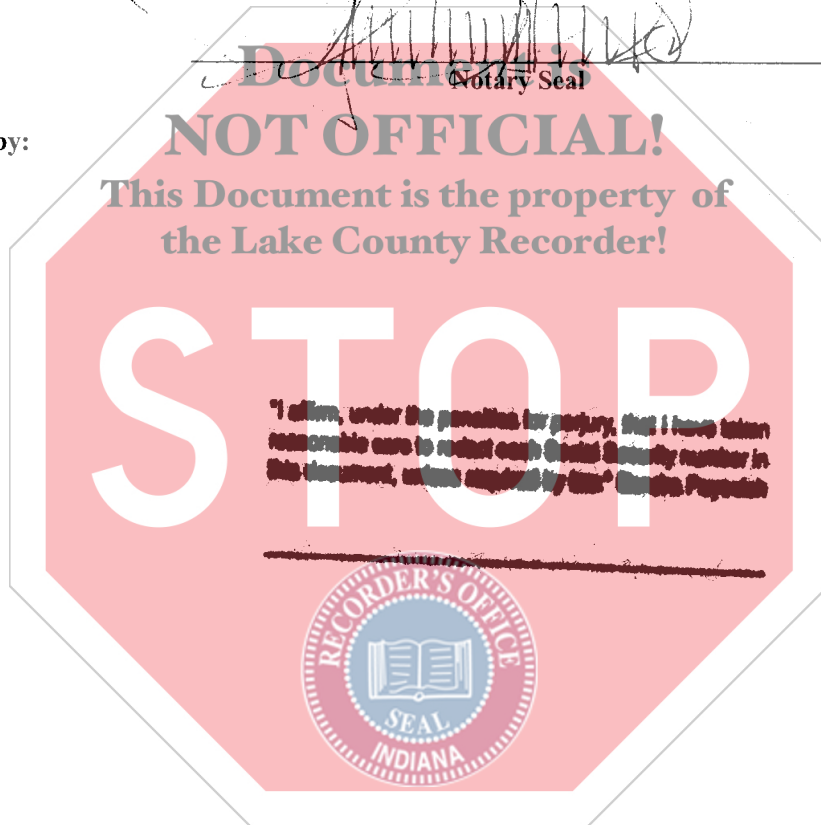 Document is
Notary Seal
NOT OFFICIAL!
by:
This Document is the property of
the Lake County Recorder!
STOP
"I affirm, under the penalties for perjury, that I have taken
reasonable care to redact each Social Security number in
this document, unless required by law."
RECORDER'S OFFICE
SEAL
INDIANA